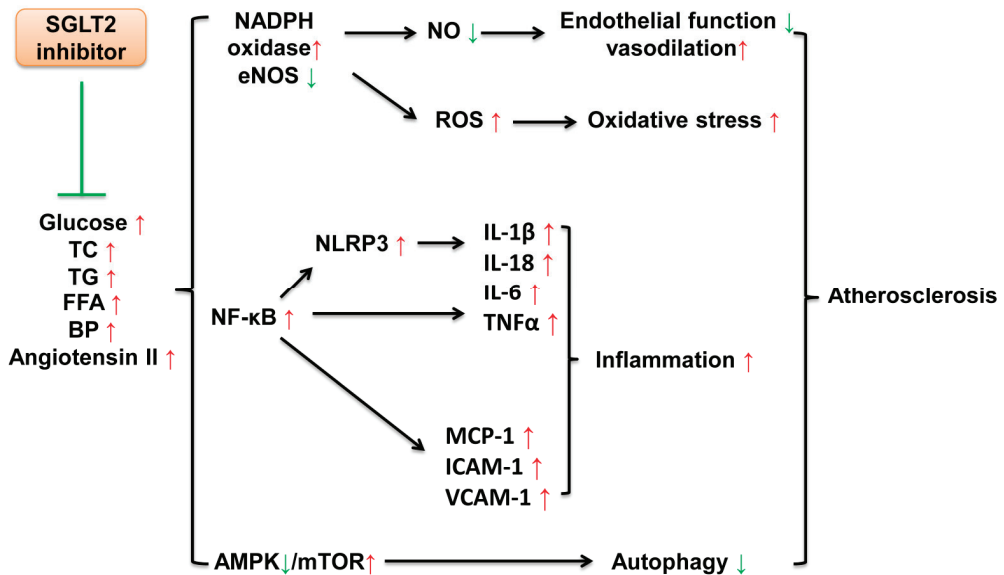 SGLT2
inhibitor
Glucose ↑
TC ↑
TG ↑
FFA ↑
BP ↑
Angiotensin II ↑
NADPH
oxidase↑
eNOS ↓
NO ↓
Endothelial function ↓
vasodilation↑
ROS ↑
Oxidative stress ↑
NF-κB ↑
NLRP3 ↑
IL-1β ↑
IL-18 ↑
IL-6 ↑
TNFα ↑
MCP-1 ↑
ICAM-1 ↑
VCAM-1 ↑
Inflammation ↑
AMPK↓/mTOR↑
Autophagy ↓
Atherosclerosis